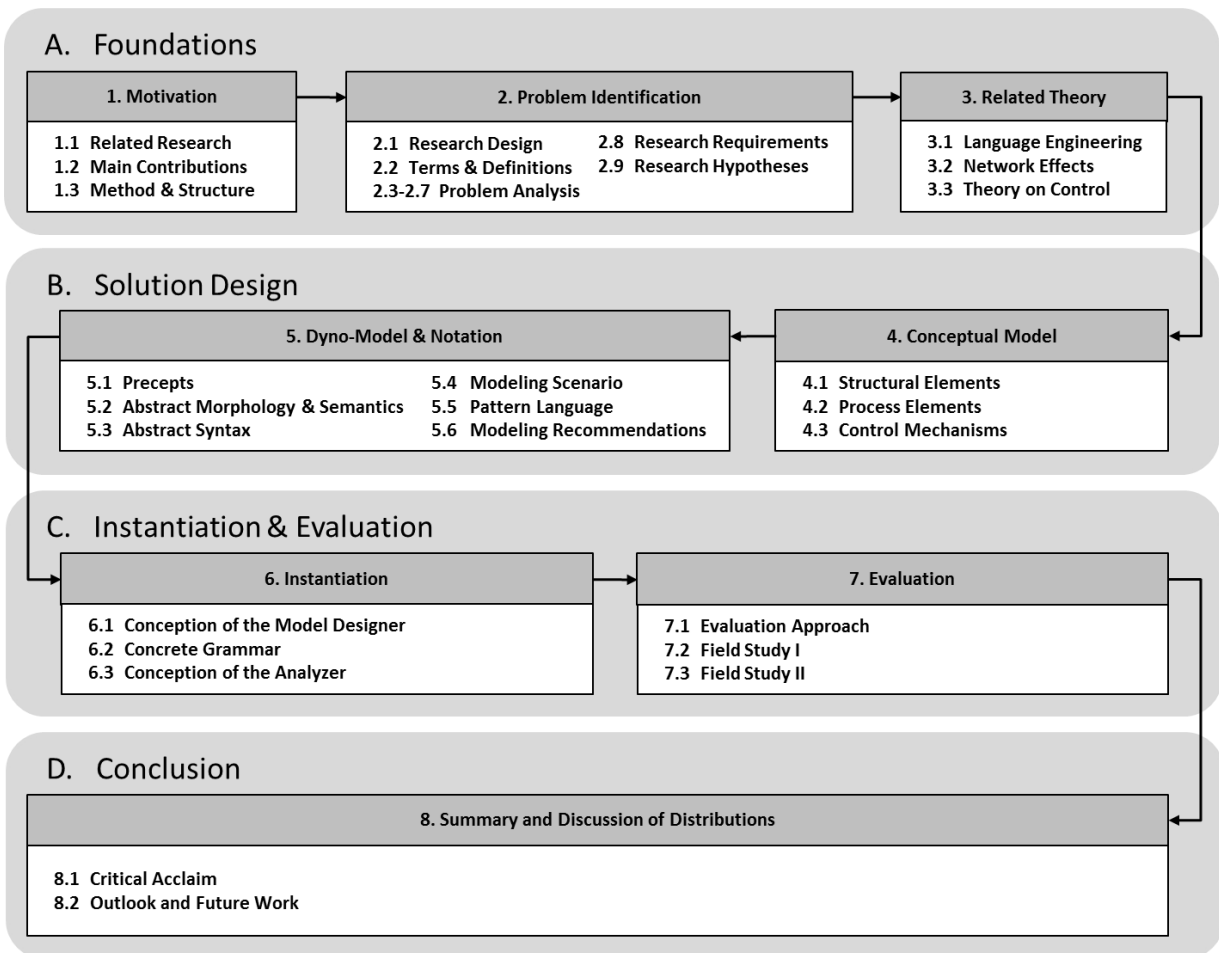 A. Foundations
1. Motivation
1.1 Related Research
1.2 Main Contributions
1.3 Method & Structure
2. Problem Identification
2.1 Research Design
2.2 Terms & Definitions
2.3-2.7 Problem Analysis
2.8 Research Requirements
2.9 Research Hypotheses
3. Related Theory
3.1 Language Engineering
3.2 Network Effects
3.3 Theory on Control
B. Solution Design
4. Conceptual Model
4.1 Structural Elements
4.2 Process Elements
4.3 Control Mechanisms
5. Dyno-Model & Notation
5.1 Precepts
5.2 Abstract Morphology & Semantics
5.3 Abstract Syntax
5.4 Modeling Scenario
5.5 Pattern Language
5.6 Modeling Recommendations
C. Instantiation & Evaluation
6. Instantiation
6.1 Conception of the Model Designer
6.2 Concrete Grammar
6.3 Conception of the Analyzer
7. Evaluation
7.1 Evaluation Approach
7.2 Field Study I
7.3 Field Study II
D. Conclusion
8. Summary and Discussion of Distributions
8.1 Critical Acclaim
8.2 Outlook and Future Work